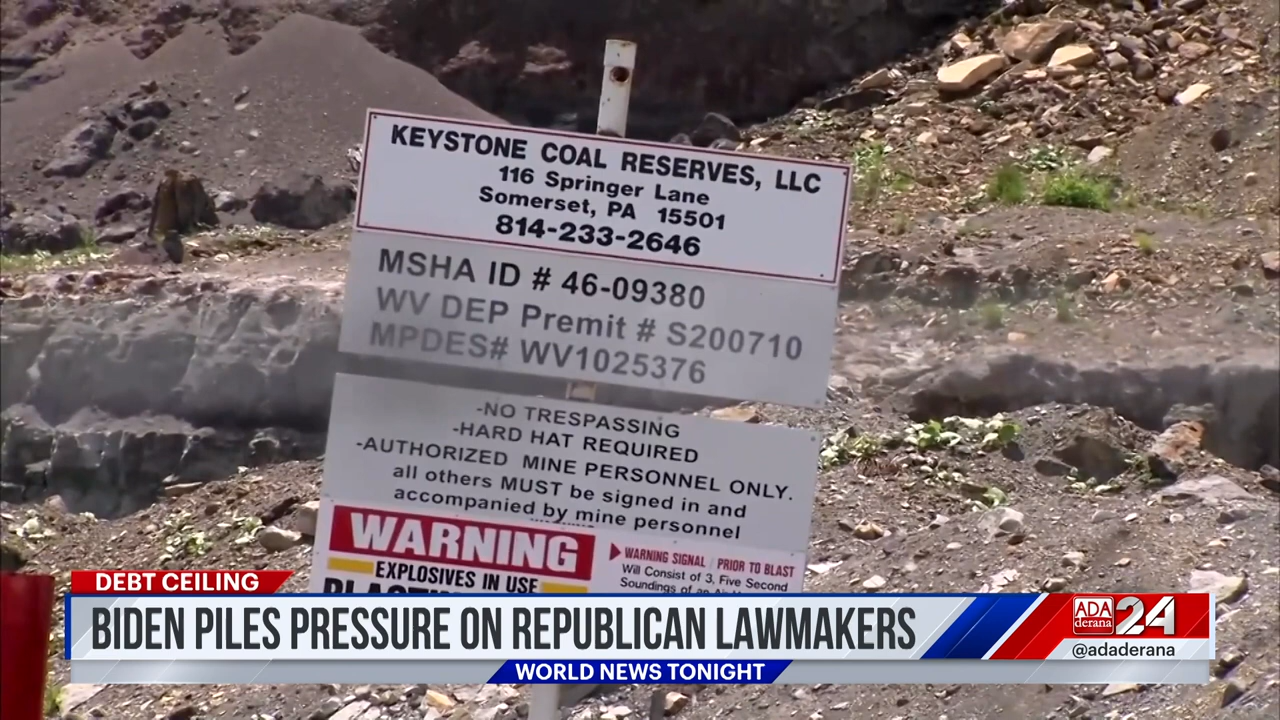 KEYSTONE COAL RESERVES, LLC
116 Springer Lane
Somerset, PA 15501
814-233-2646
MSHA ID # 46-09380
WV DEP Premit # S200710
MPDES# WV1025376
-NO TRESPASSING
-HARD HAT REQUIRED
-AUTHORIZED MINE PERSONNEL ONLY.
all others MUST be signed in and
accompanied by mine personnel
WARNING
EXPLOSIVES IN USE
WARNING SIGNAL / PRIOR TO BLAST
Will Consist of 3, Five Second
Soundings of an
DEBT CEILING
BIDEN PILES PRESSURE ON REPUBLICAN LAWMAKERS
ADA
derana
24
@adaderana
WORLD NEWS TONIGHT